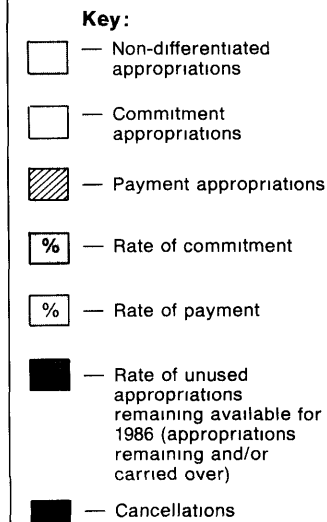 Key:
— Non-differentiated
appropriations
— Commitment
appropriations
— Payment appropriations
% — Rate of commitment
% — Rate of payment
— Rate of unused
appropriations
remaining available for
1986 (appropriations
remaining and/or
carried over)
— Cancellations